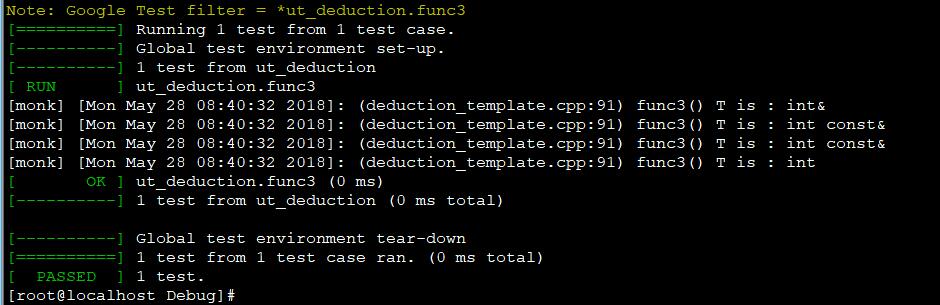 Note: Google Test filter = *ut_deduction.func3
[==========] Running 1 test from 1 test case.
[----------] Global test environment set-up.
[----------] 1 test from ut_deduction
[ RUN      ] ut_deduction.func3
[monk] [Mon May 28 08:40:32 2018]: (deduction_template.cpp:91) func3() T is : int&
[monk] [Mon May 28 08:40:32 2018]: (deduction_template.cpp:91) func3() T is : int const&
[monk] [Mon May 28 08:40:32 2018]: (deduction_template.cpp:91) func3() T is : int const&
[monk] [Mon May 28 08:40:32 2018]: (deduction_template.cpp:91) func3() T is : int
[       OK ] ut_deduction.func3 (0 ms)
[----------] 1 test from ut_deduction (0 ms total)

[----------] Global test environment tear-down
[==========] 1 test from 1 test case ran. (0 ms total)
[  PASSED  ] 1 test.
[root@localhost Debug]#